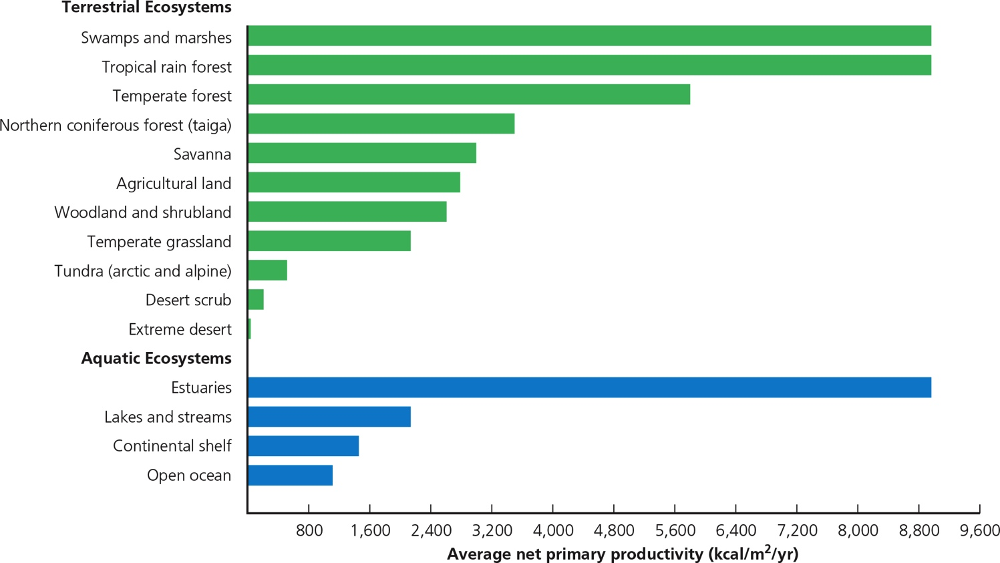 Terrestrial Ecosystems
Swamps and marshes
Tropical rain forest
Temperate forest
Northern coniferous forest (taiga)
Savanna
Agricultural land
Woodland and shrubland
Temperate grassland
Tundra (arctic and alpine)
Desert scrub
Extreme desert
Aquatic Ecosystems
Estuaries
Lakes and streams
Continental shelf
Open ocean
800 1,600 2,400 3,200 4,000 4,800 5,600 6,400 7,200 8,000 8,800 9,600
Average net primary productivity (kcal/m²/yr)